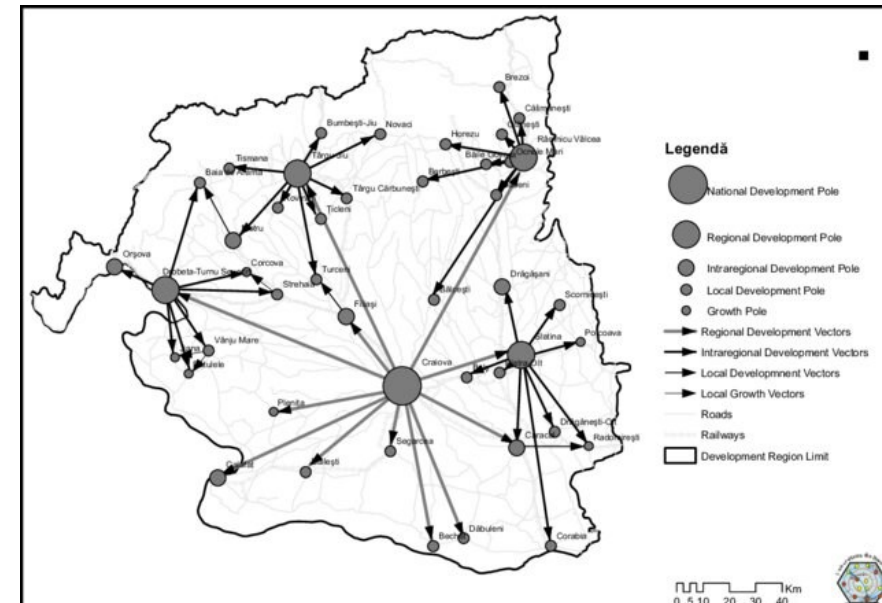 Brezoi
Călimănești
Bumbești-Jiu
Novaci
Horezu
Râmnicu Vâlcea
Târgu Jiu
Tismana
Târgu Cărbunești
Țicleni
Orșova
Drobeta-Turnu
Corcova
Strehaia
Turceni
Bălcești
Drăgășani
Scornicești
Filiași
Potcoava
Vânju Mare
Slatina
Craiova
Plenița
Segarcea
Caracal
Drăgănești-Olt
Radomirești
Calafat
Băilești
Bechet
Dăbuleni
Corabia
Legendă
National Development Pole
Regional Development Pole
Intraregional Development Pole
Local Development Pole
Growth Pole
Regional Development Vectors
Intraregional Development Vectors
Local Developmnent Vectors
Local Growth Vectors
Roads
Railways
Development Region Limit
Km
0 5 10 20 30 40